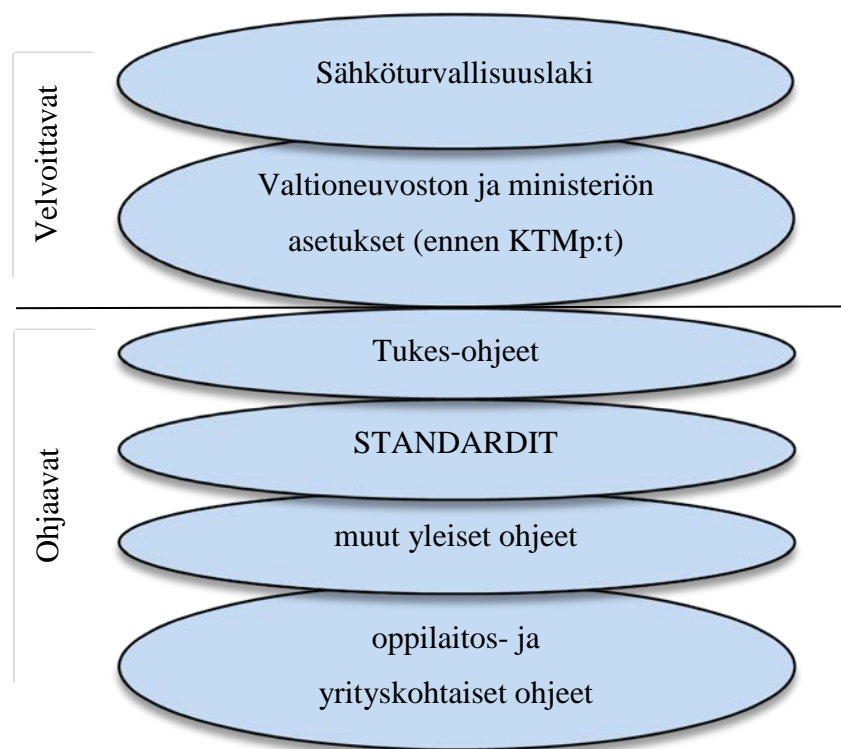 Velvoittavat
Sähköturvallisuuslaki
Valtioneuvoston ja ministeriön
asetukset (ennen KTMp:t)
Ohjaavat
Tukes-ohjeet
STANDARDIT
muut yleiset ohjeet
oppilaitos- ja
yrityskohtaiset ohjeet